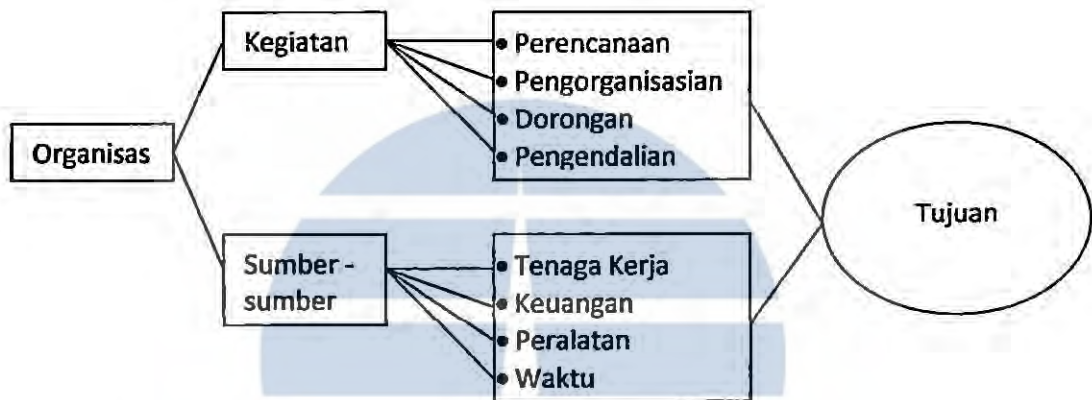 Organisas
Kegiatan
• Perencanaan
• Pengorganisasian
• Dorongan
• Pengendalian
Sumber -
sumber
• Tenaga Kerja
• Keuangan
• Peralatan
• Waktu
Tujuan